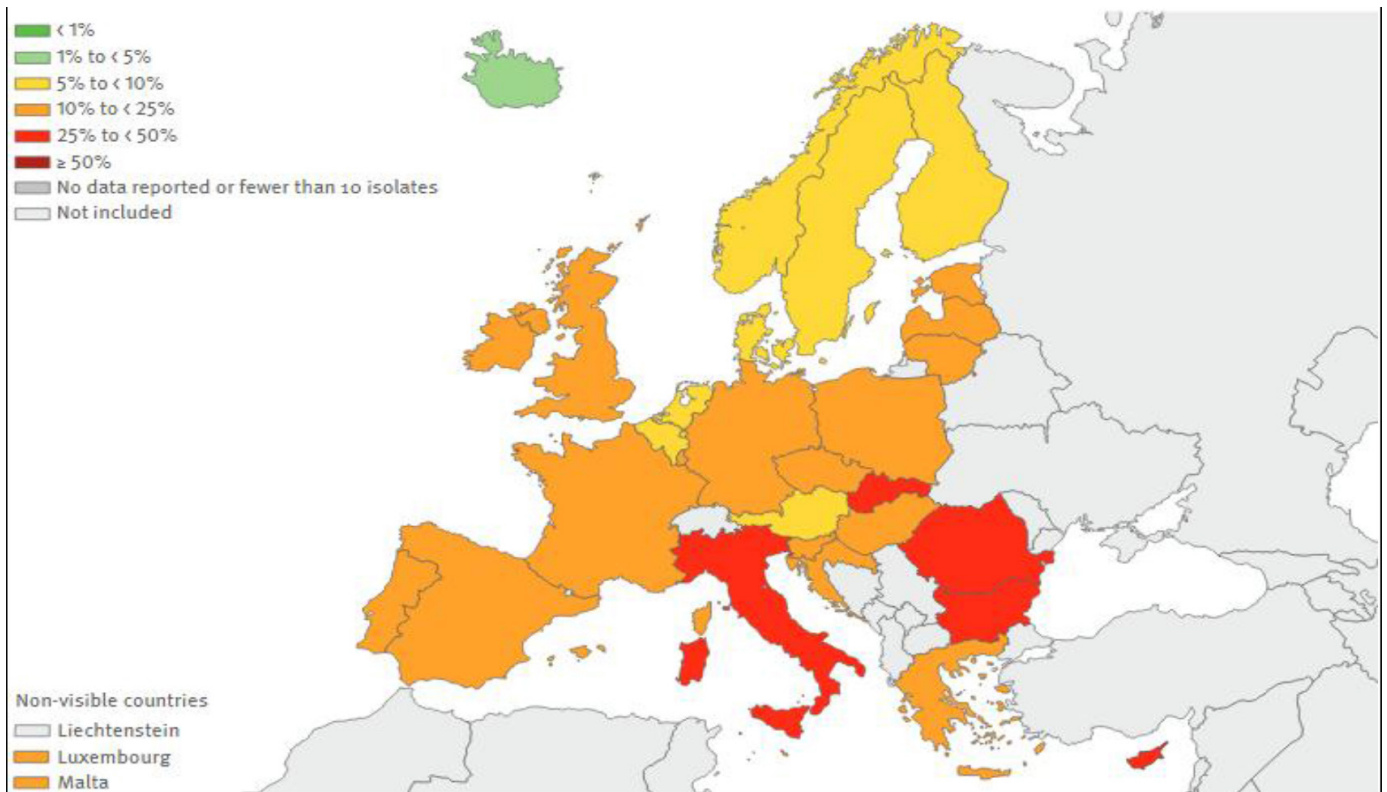 < 1%
1% to < 5%
5% to < 10%
10% to < 25%
25% to < 50%
≥ 50%
No data reported or fewer than 10 isolates
Not included
Non-visible countries
Liechtenstein
Luxembourg
Malta